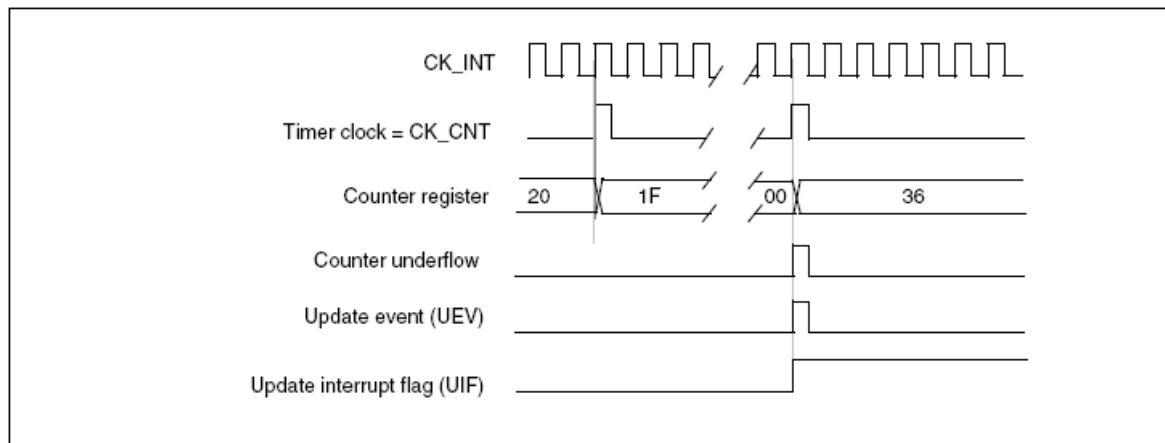 CK_INT
Timer clock = CK_CNT
Counter register 20 1F 00 36
Counter underflow
Update event (UEV)
Update interrupt flag (UIF)